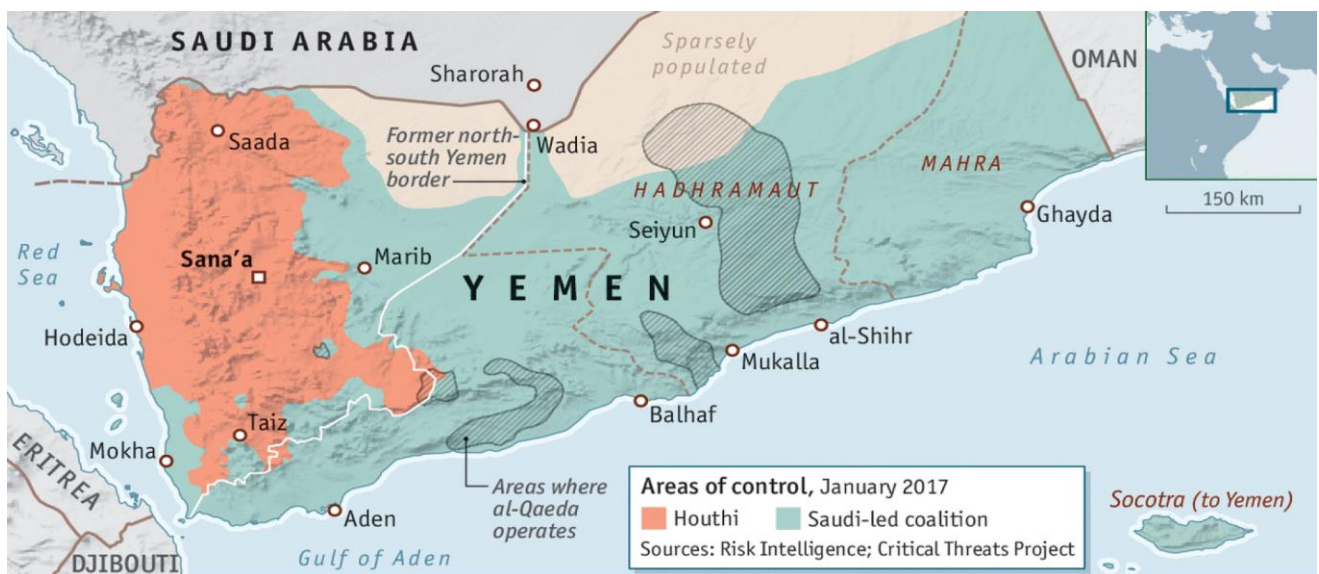 SAUDI ARABIA
Sparsely
populated
OMAN
Sharorah
Former north-
south Yemen
border
Wadia
Saada
HADHRAMAUT
MAHRA
150 km
Seiyun
Ghayda
Red
Sea
Sana’a
Marib
YEMEN
Hodeida
al-Shihr
Mukalla
Arabian Sea
Balhaf
Taiz
Mokha
ERITREA
Areas where
al-Qaeda
operates
Aden
Gulf of Aden
DJIBOUTI
Areas of control, January 2017
Houthi Saudi-led coalition
Sources: Risk Intelligence; Critical Threats Project
Socotra (to Yemen)